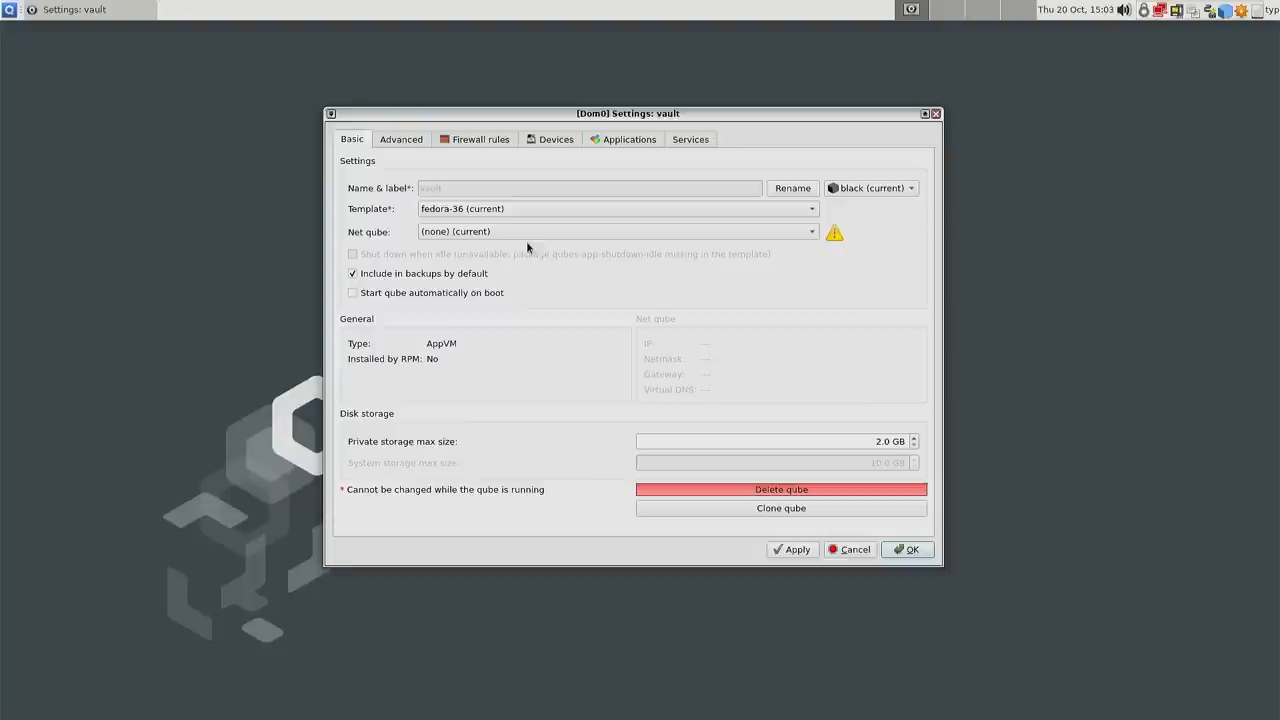 Settings: vault
Thu 20 Oct, 15:03
typ
[Dom0] Settings: vault
Basic
Advanced
Firewall rules
Devices
Applications
Services
Settings
Name & label*:
vault
Rename
black (current)
Template*:
fedora-36 (current)
Net qube:
(none) (current)
Shut down when idle (unavailable: package qubes-app-shutdown-idle missing in the template)
Include in backups by default
Start qube automatically on boot
General
Net qube
Type:
AppVM
IP:
---
Installed by RPM:
No
Netmask:
---
Gateway:
---
Virtual DNS:
---
Disk storage
Private storage max size:
2.0 GB
System storage max size:
10.0 GB
* Cannot be changed while the qube is running
Delete qube
Clone qube
Apply
Cancel
OK